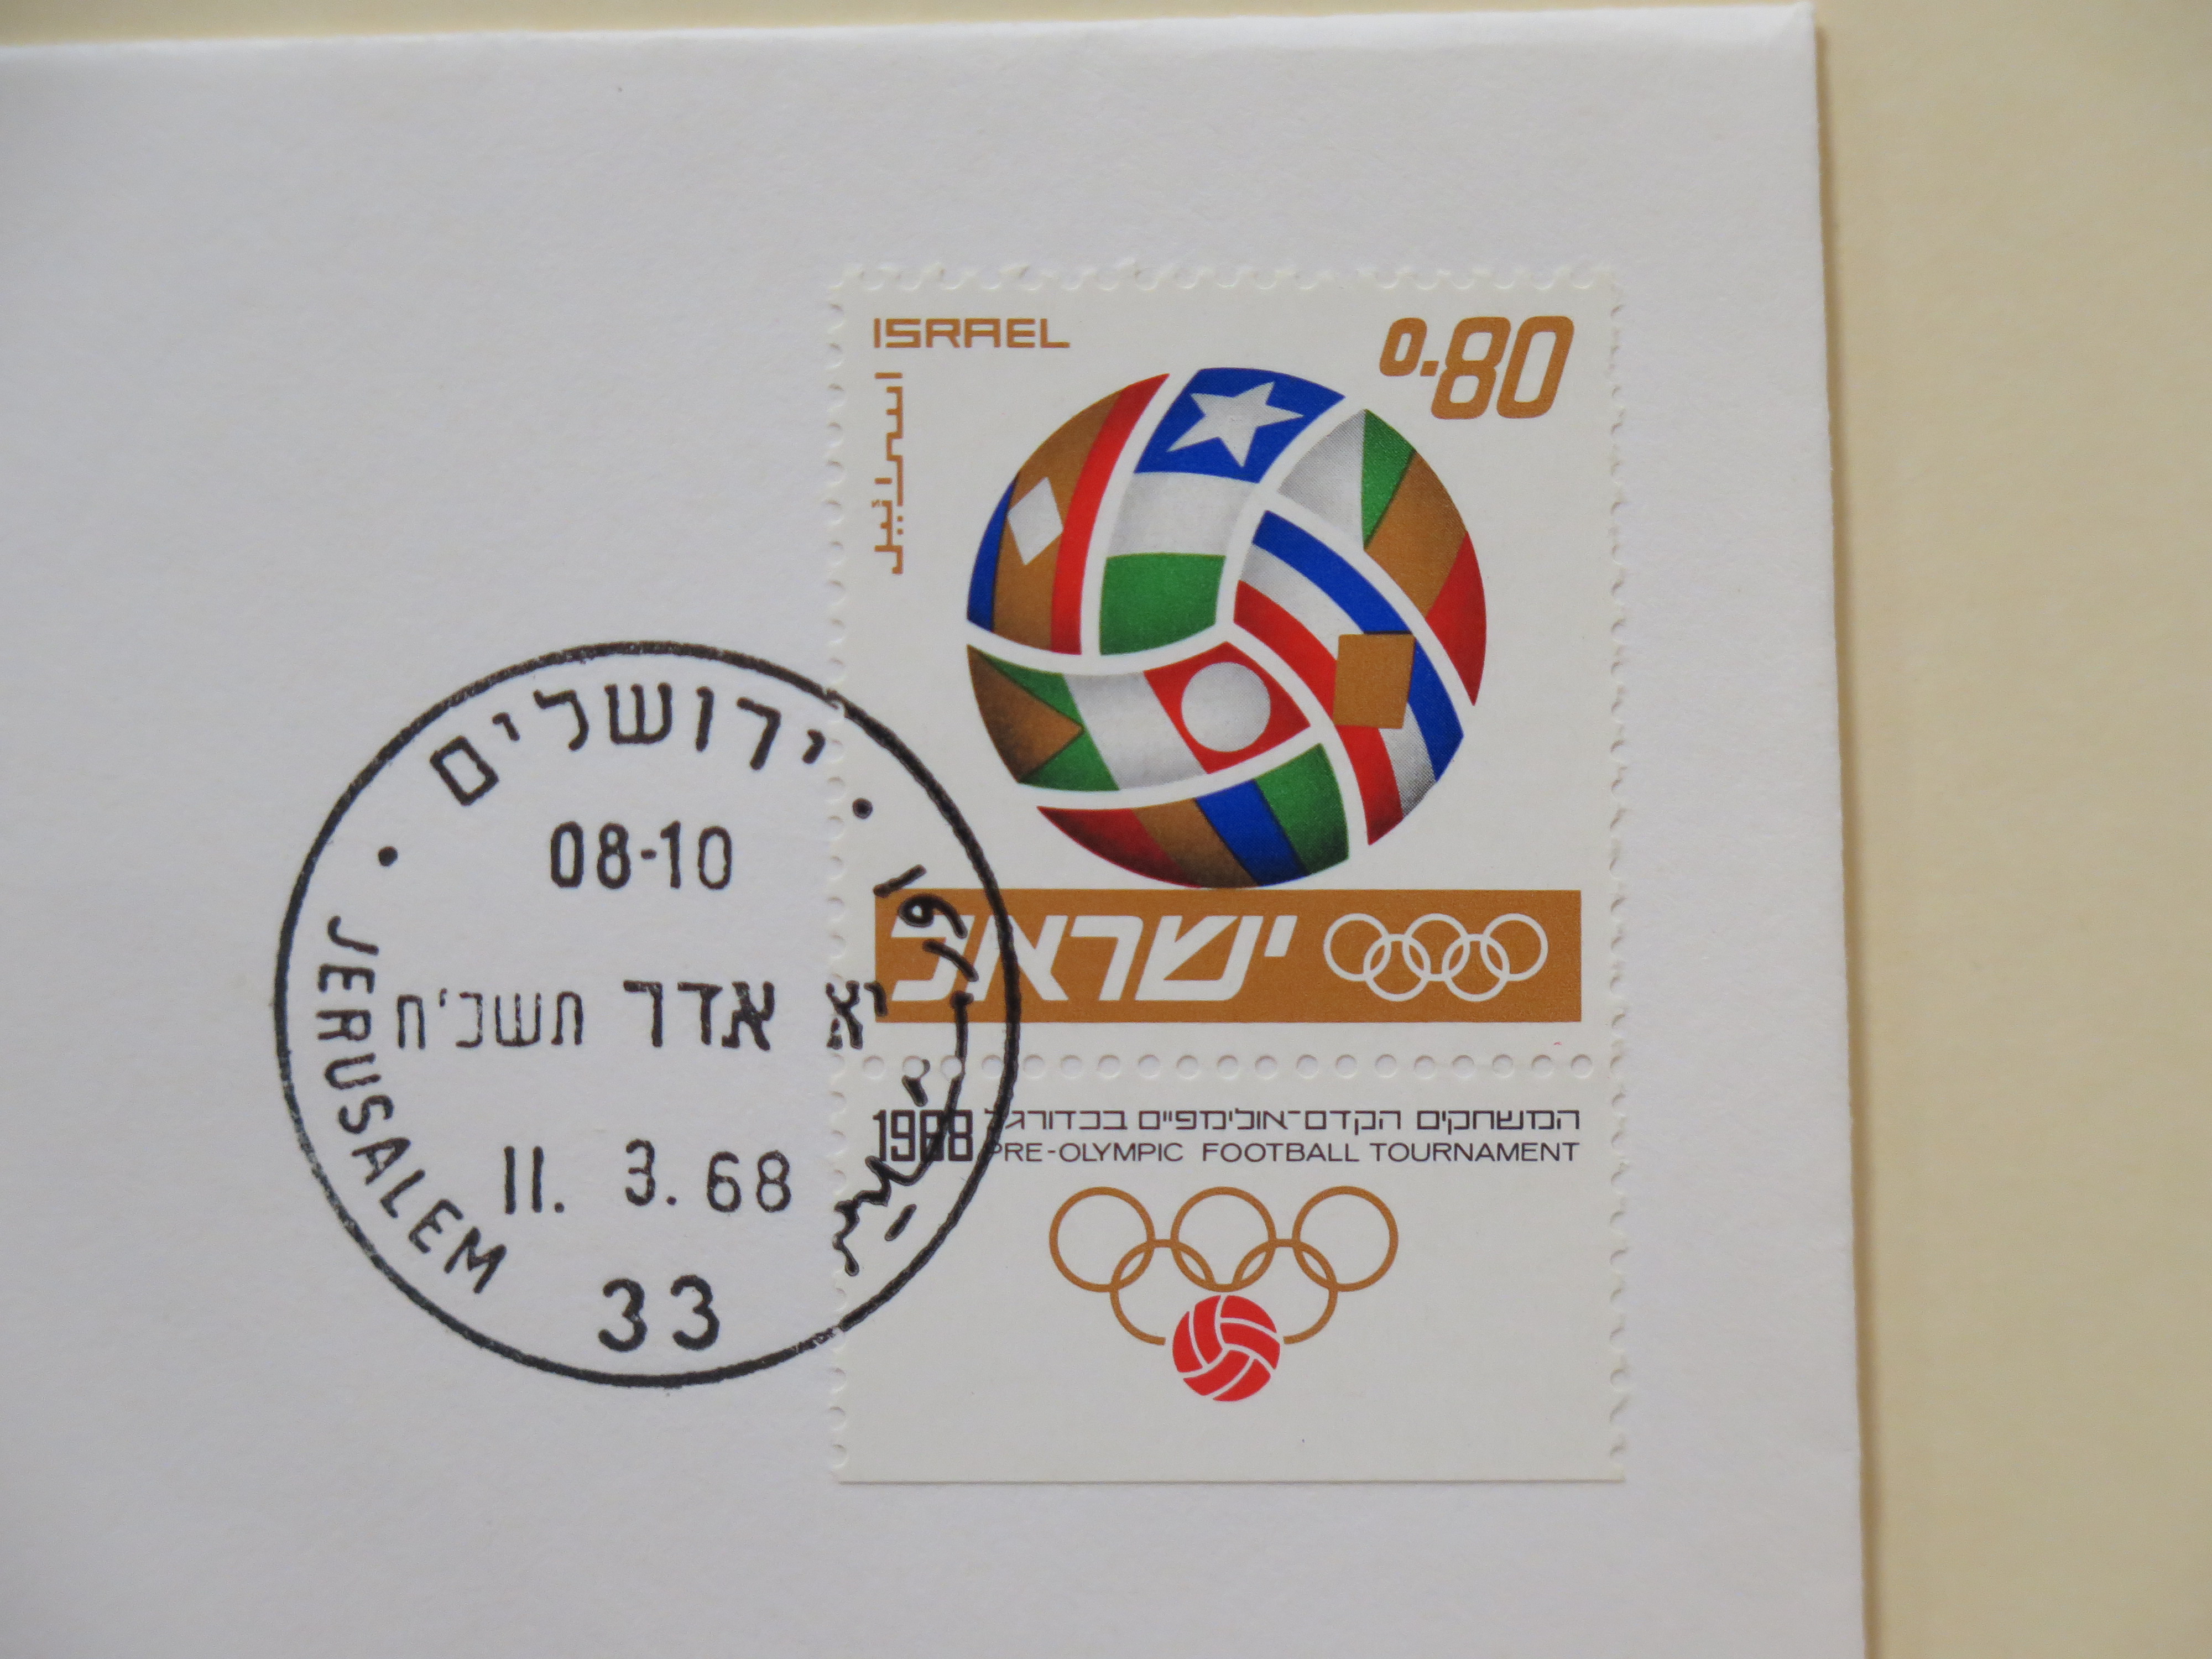 ISRAEL
0.80
اسرائيل
ישראל
1968
המשחקים הקדם-אולימפיים בכדורגל
PRE-OLYMPIC FOOTBALL TOURNAMENT
ירושלים
08-10
יא אדר תשכ'ח
11. 3. 68
33
JERUSALEM